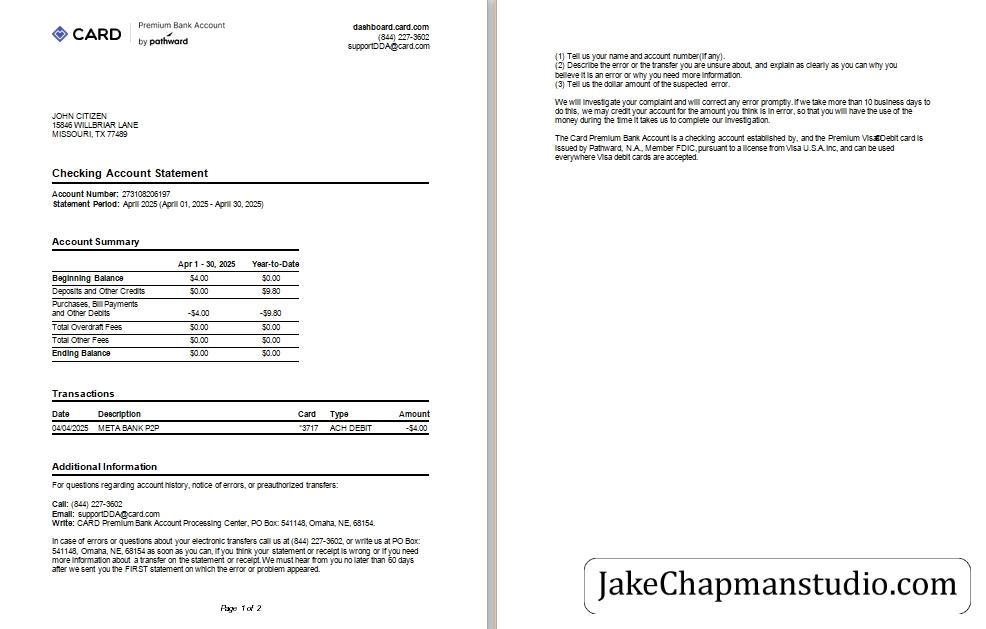 CARD
Premium Bank Account
by pathward
dashboard.card.com
(844) 227-3602
supportDDA@card.com
JOHN CITIZEN
15846 WILLBRIAR LANE
MISSOURI, TX 77489
Checking Account Statement
Account Number: 273108206197
Statement Period: April 2025 (April 01, 2025 - April 30, 2025)
Account Summary
Apr 1 - 30, 2025 Year-to-Date
Beginning Balance $4.00 $0.00
Deposits and Other Credits $0.00 $9.80
Purchases, Bill Payments
and Other Debits -$4.00 -$9.80
Total Overdraft Fees $0.00 $0.00
Total Other Fees $0.00 $0.00
Ending Balance $0.00 $0.00
Transactions
Date Description Card Type Amount
04/04/2025 META BANK P2P *3717 ACH DEBIT -$4.00
Additional Information
For questions regarding account history, notice of errors, or preauthorized transfers:
Call: (844) 227-3602
Email: supportDDA@card.com
Write: CARD Premium Bank Account Processing Center, PO Box: 541148, Omaha, NE, 68154.
In case of errors or questions about your electronic transfers call us at (844) 227-3602, or write us at PO Box:
541148, Omaha, NE, 68154 as soon as you can, if you think your statement or receipt is wrong or if you need
more information about a transfer on the statement or receipt. We must hear from you no later than 60 days
after we sent you the FIRST statement on which the error or problem appeared.
Page 1 of 2
(1) Tell us your name and account number(if any).
(2) Describe the error or the transfer you are unsure about, and explain as clearly as you can why you
believe it is an error or why you need more information.
(3) Tell us the dollar amount of the suspected error.
We will investigate your complaint and will correct any error promptly. If we take more than 10 business days to
do this, we may credit your account for the amount you think is in error, so that you will have the use of the
money during the time it takes us to complete our investigation.
The Card Premium Bank Account is a checking account established by, and the Premium Visa Debit card is
issued by Pathward, N.A., Member FDIC, pursuant to a license from Visa U.S.A. Inc, and can be used
everywhere Visa debit cards are accepted.
JakeChapmanstudio.com